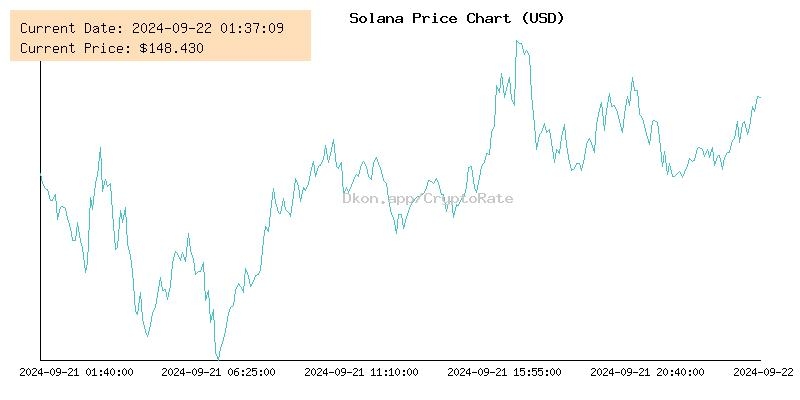 Solana Price Chart (USD)
Current Date: 2024-09-22 01:37:09
Current Price: $148.430
Dkon.app/CryptoRate
2024-09-21 01:40:00 2024-09-21 06:25:00 2024-09-21 11:10:00 2024-09-21 15:55:00 2024-09-21 20:40:00 2024-09-22